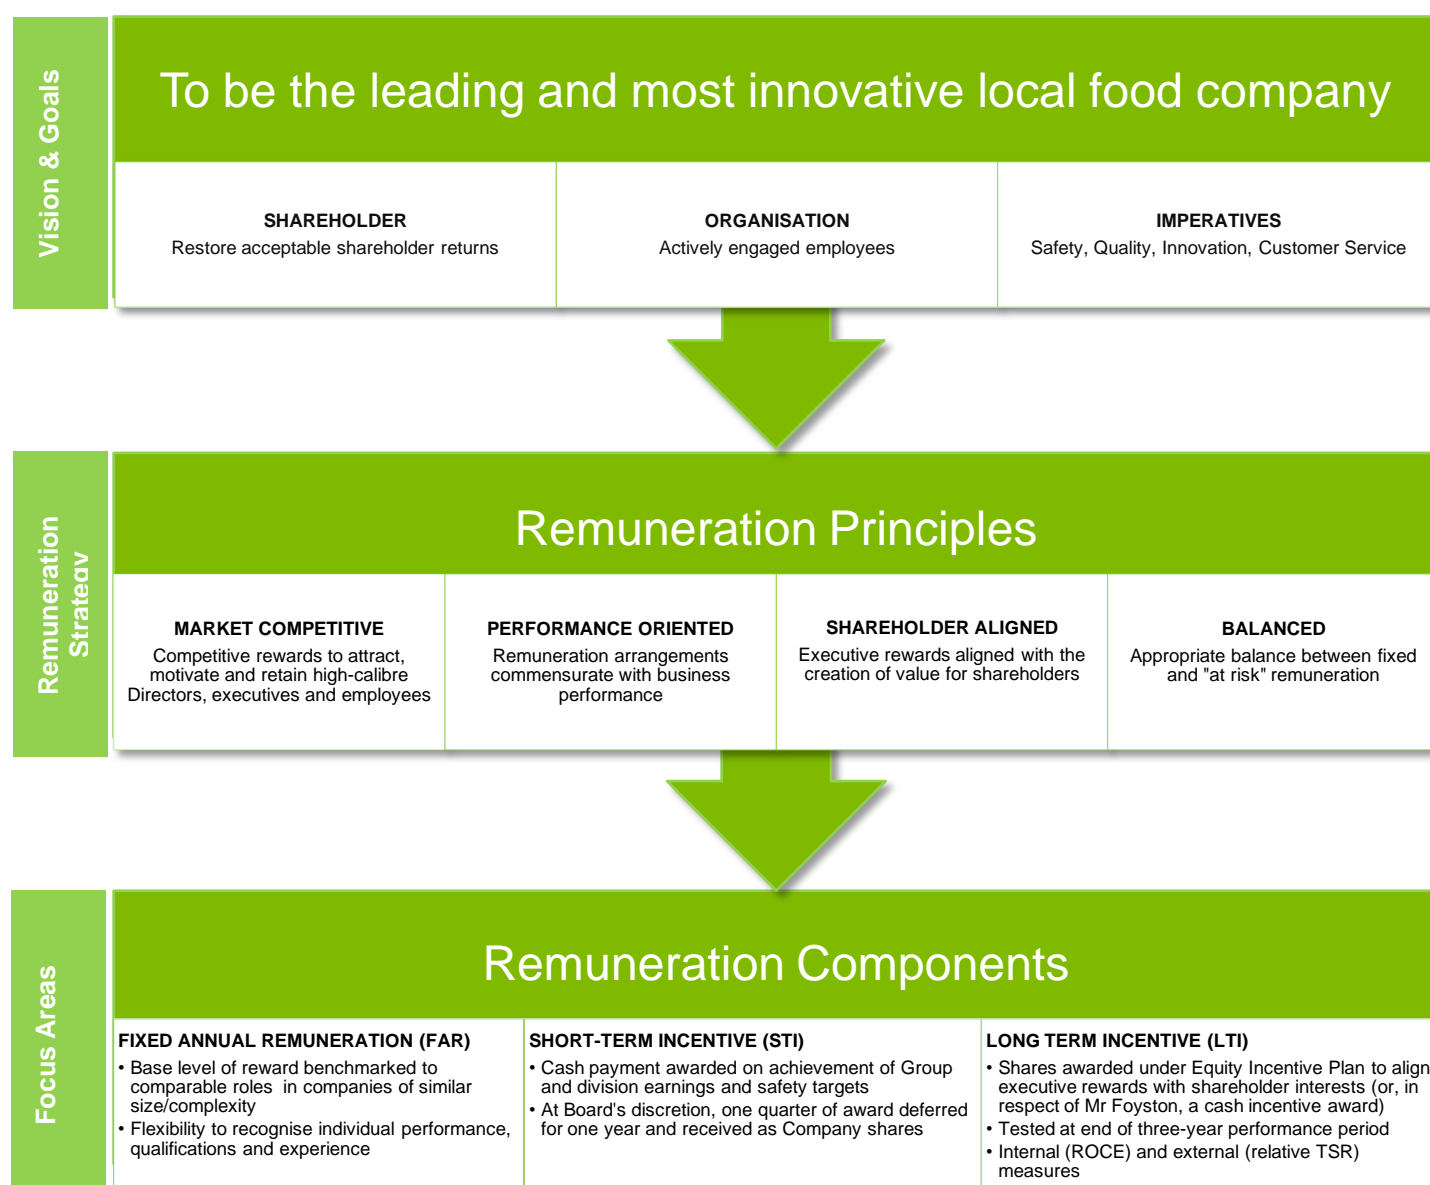 Vision & Goals
To be the leading and most innovative local food company
SHAREHOLDER
Restore acceptable shareholder returns
ORGANISATION
Actively engaged employees
IMPERATIVES
Safety, Quality, Innovation, Customer Service
Remuneration
Strategy
Remuneration Principles
MARKET COMPETITIVE
Competitive rewards to attract,
motivate and retain high-calibre
Directors, executives and employees
PERFORMANCE ORIENTED
Remuneration arrangements
commensurate with business
performance
SHAREHOLDER ALIGNED
Executive rewards aligned with the
creation of value for shareholders
BALANCED
Appropriate balance between fixed
and "at risk" remuneration
Focus Areas
Remuneration Components
FIXED ANNUAL REMUNERATION (FAR)
• Base level of reward benchmarked to
comparable roles in companies of similar
size/complexity
• Flexibility to recognise individual performance,
qualifications and experience
SHORT-TERM INCENTIVE (STI)
• Cash payment awarded on achievement of Group
and division earnings and safety targets
• At Board's discretion, one quarter of award deferred
for one year and received as Company shares
LONG TERM INCENTIVE (LTI)
• Shares awarded under Equity Incentive Plan to align
executive rewards with shareholder interests (or, in
respect of Mr Foyston, a cash incentive award)
• Tested at end of three-year performance period
• Internal (ROCE) and external (relative TSR)
measures